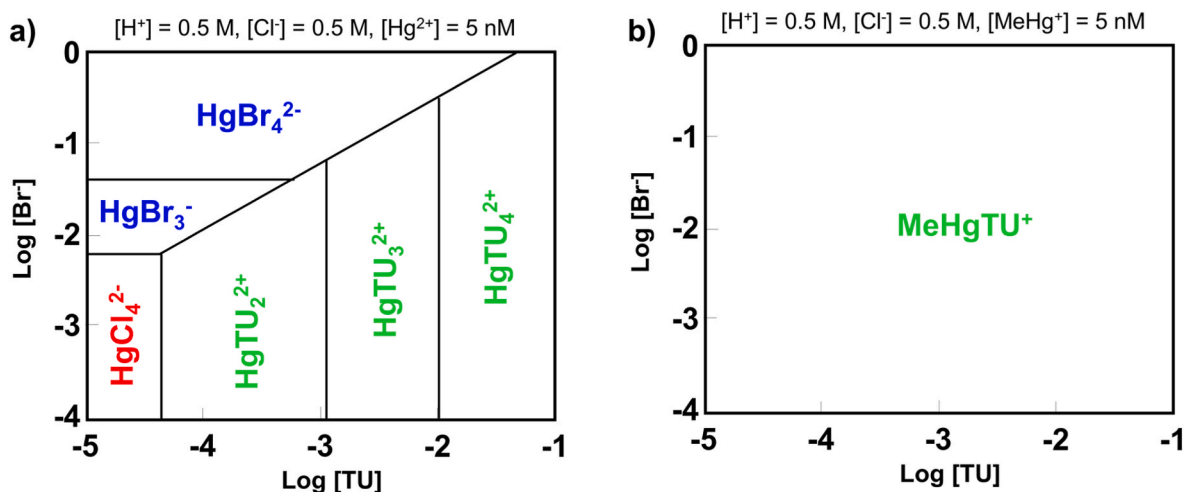 a) [H⁺] = 0.5 M, [Cl⁻] = 0.5 M, [Hg²⁺] = 5 nM
0
-1
-2
-3
-4
Log [Br⁻]
HgBr₄²⁻
HgBr₃⁻
HgCl₄²⁻
HgTU₂²⁺
HgTU₃²⁺
HgTU₄²⁺
-5 -4 -3 -2 -1
Log [TU]
b) [H⁺] = 0.5 M, [Cl⁻] = 0.5 M, [MeHg⁺] = 5 nM
0
-1
-2
-3
-4
Log [Br⁻]
MeHgTU⁺
-5 -4 -3 -2 -1
Log [TU]